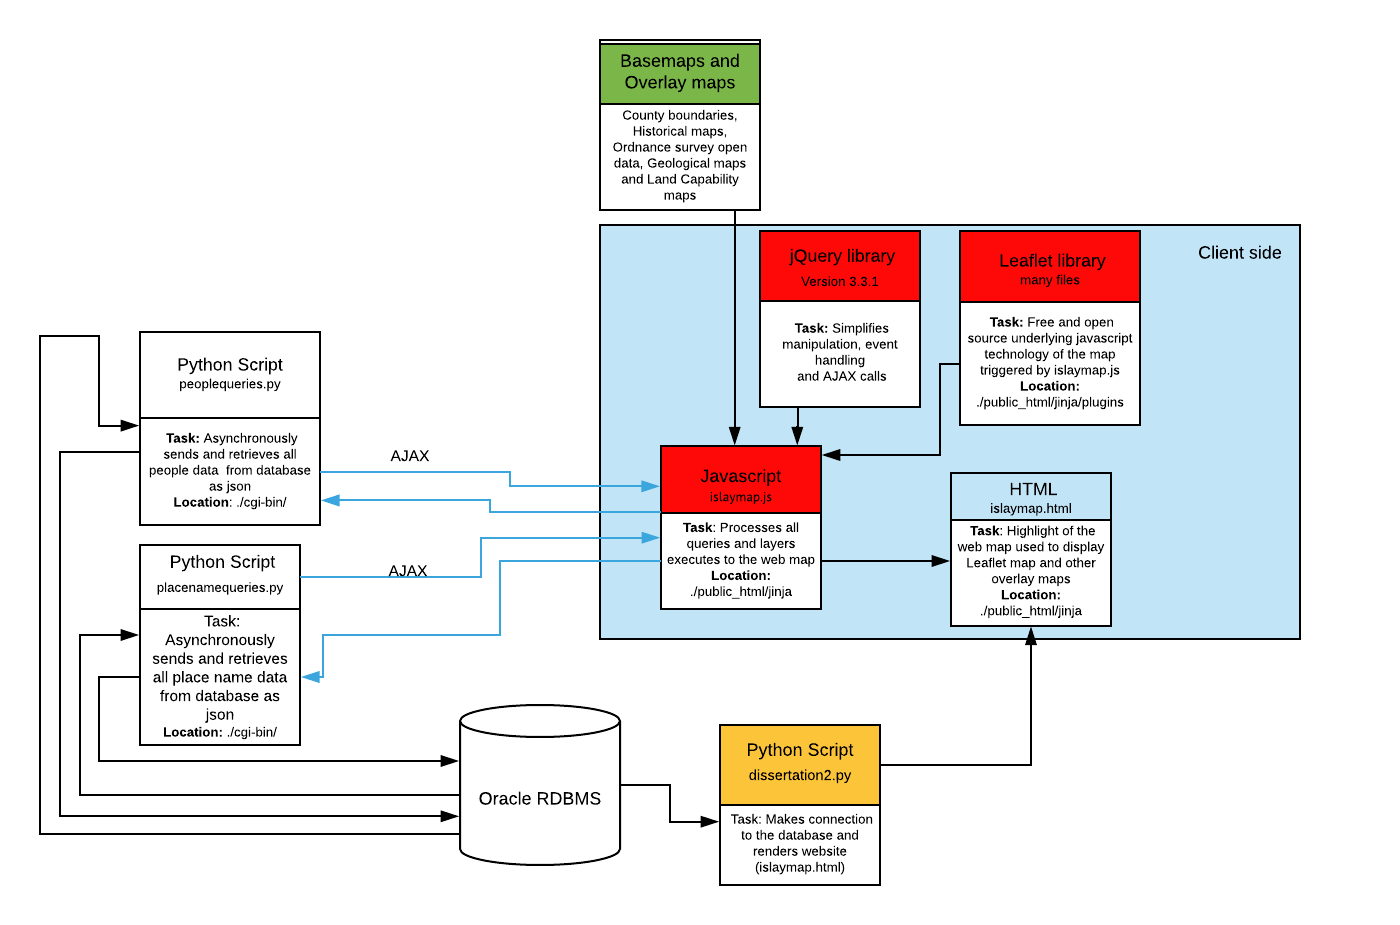 Basemaps and
Overlay maps
County boundaries,
Historical maps,
Ordnance survey open
data, Geological maps
and Land Capability
maps
Client side
jQuery library
Version 3.3.1
Task: Simplifies
manipulation, event
handling
and AJAX calls
Leaflet library
many files
Task: Free and open
source underlying javascript
technology of the map
triggered by islaymap.js
Location:
./public_html/jinja/plugins
Python Script
peoplequeries.py
Task: Asynchronously
sends and retrieves all
people data from database
as json
Location: ./cgi-bin/
AJAX
Javascript
islaymap.js
Task: Processes all
queries and layers
executes to the web map
Location:
./public_html/jinja
HTML
islaymap.html
Task: Highlight of the
web map used to display
Leaflet map and other
overlay maps
Location:
./public_html/jinja
Python Script
placenamequeries.py
Task:
Asynchronously
sends and retrieves
all place name data
from database as
json
Location: ./cgi-bin/
AJAX
Oracle RDBMS
Python Script
dissertation2.py
Task: Makes connection
to the database and
renders website
(islaymap.html)